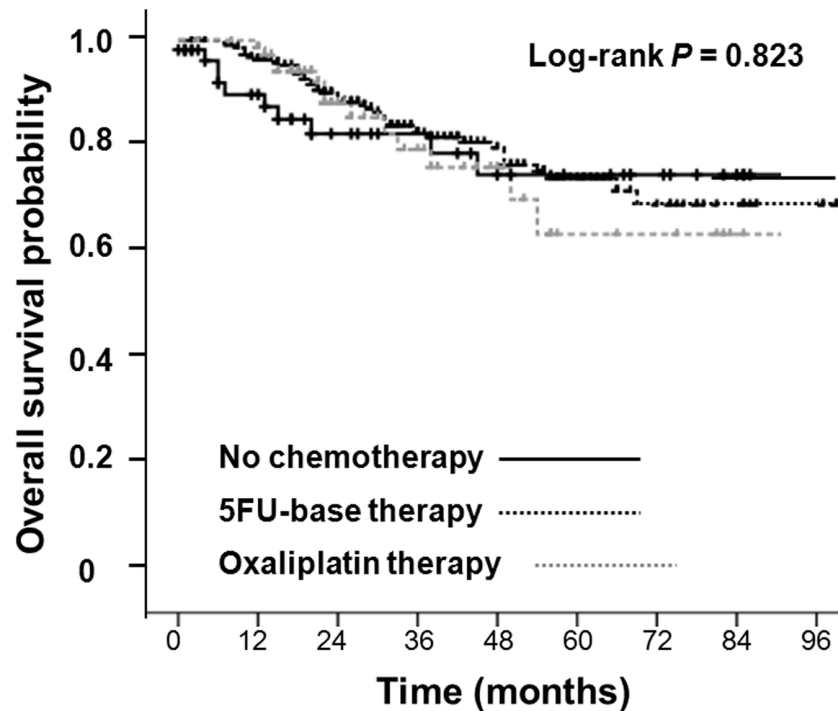 Overall survival probability
1.0
0.8
0.6
0.4
0.2
0
Log-rank P = 0.823
No chemotherapy
5FU-base therapy
Oxaliplatin therapy
0 12 24 36 48 60 72 84 96
Time (months)